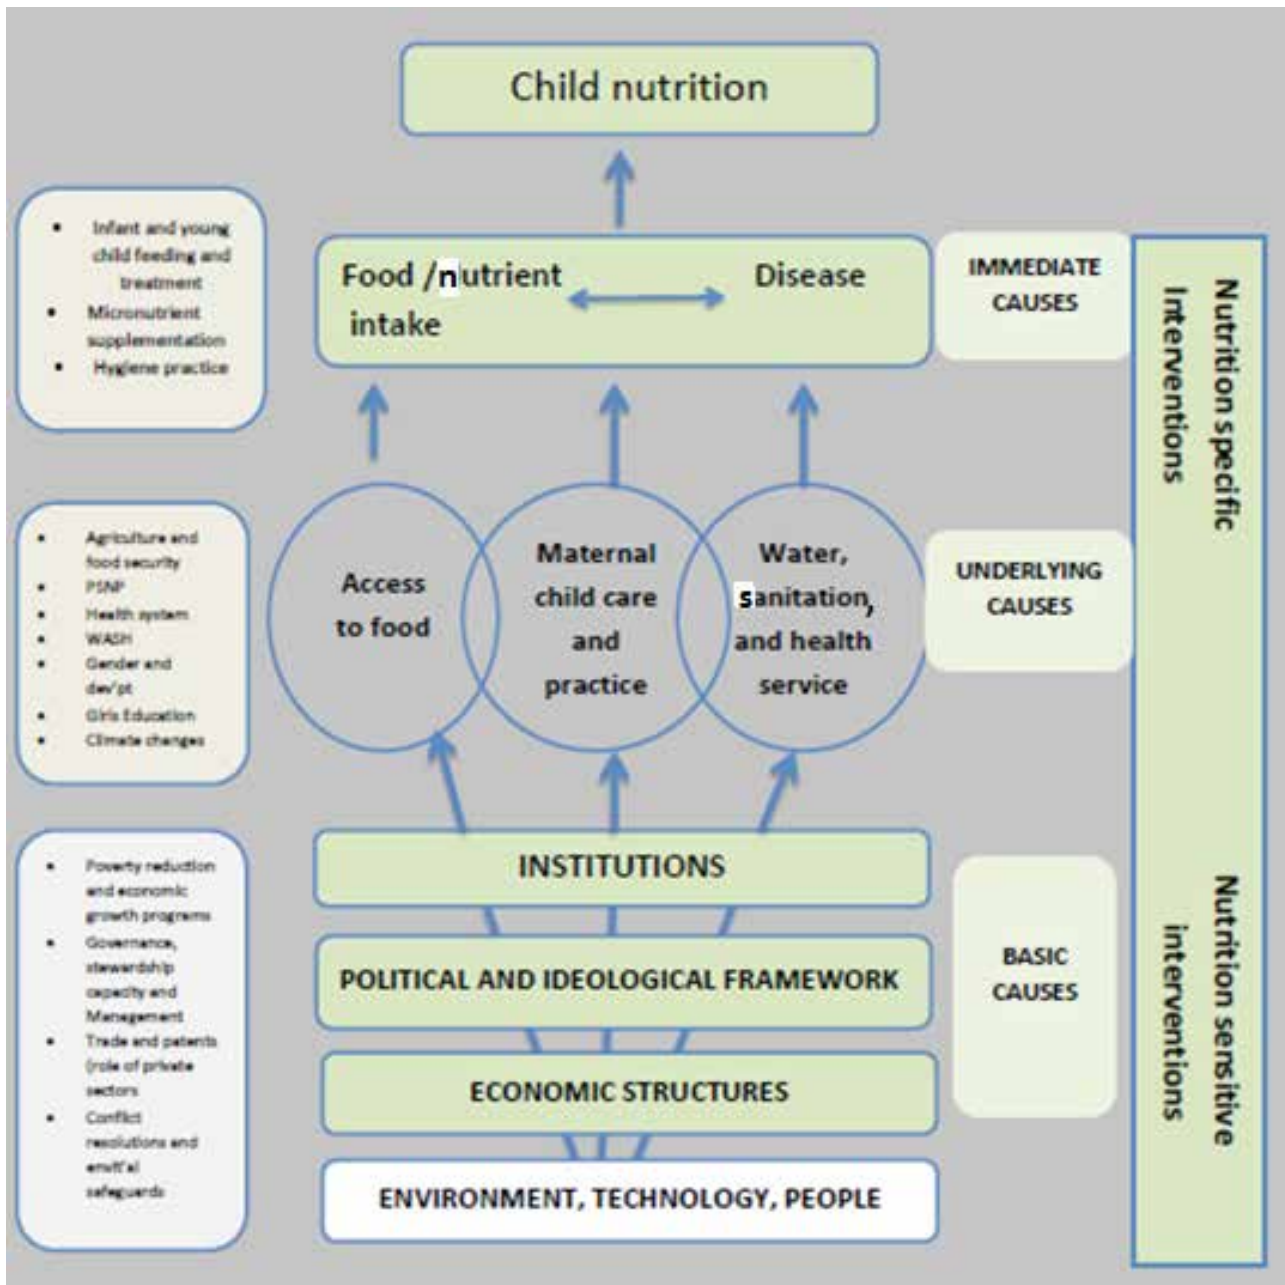 Child nutrition
• Infant and young
child feeding and
treatment
• Micronutrient
supplementation
• Hygiene practice
Food /nutrient
intake
Disease
IMMEDIATE
CAUSES
Nutrition specific
Interventions
• Agriculture and
food security
• PSNP
• Health system
• WASH
• Gender and
dev'pt
• Girls Education
• Climate changes
Access
to food
Maternal
child care
and
practice
Water,
sanitation,
and health
service
UNDERLYING
CAUSES
• Poverty reduction
and economic
growth programs
• Governance,
stewardship
capacity and
Management
• Trade and patents
(role of private
sectors
• Conflict
resolutions and
envit'al
safeguards
INSTITUTIONS
POLITICAL AND IDEOLOGICAL FRAMEWORK
ECONOMIC STRUCTURES
ENVIRONMENT, TECHNOLOGY, PEOPLE
BASIC
CAUSES
Nutrition sensitive
interventions